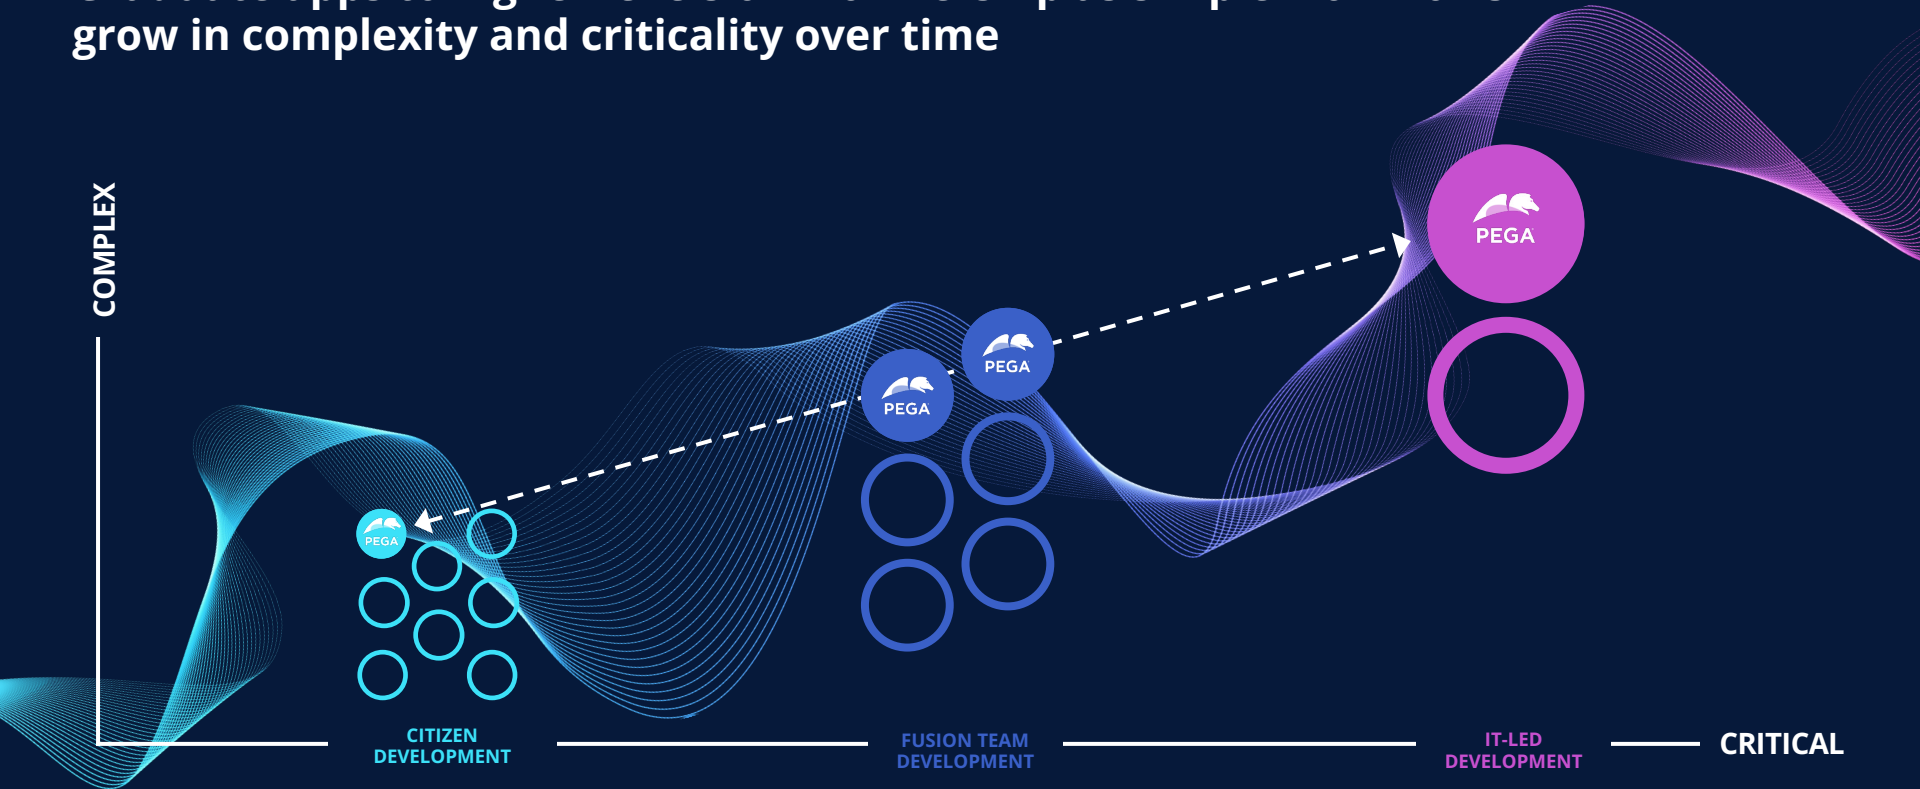 grow in complexity and criticality over time
COMPLEX
PEGA
PEGA
PEGA
PEGA
CITIZEN
DEVELOPMENT
FUSION TEAM
DEVELOPMENT
IT-LED
DEVELOPMENT
CRITICAL